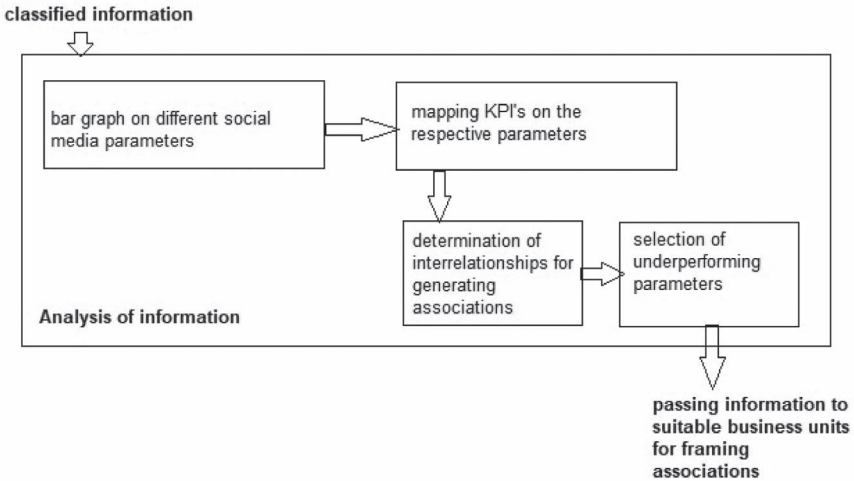 classified information
bar graph on different social
media parameters
mapping KPI's on the
respective parameters
determination of
interrelationships for
generating
associations
selection of
underperforming
parameters
Analysis of information
passing information to
suitable business units
for framing
associations